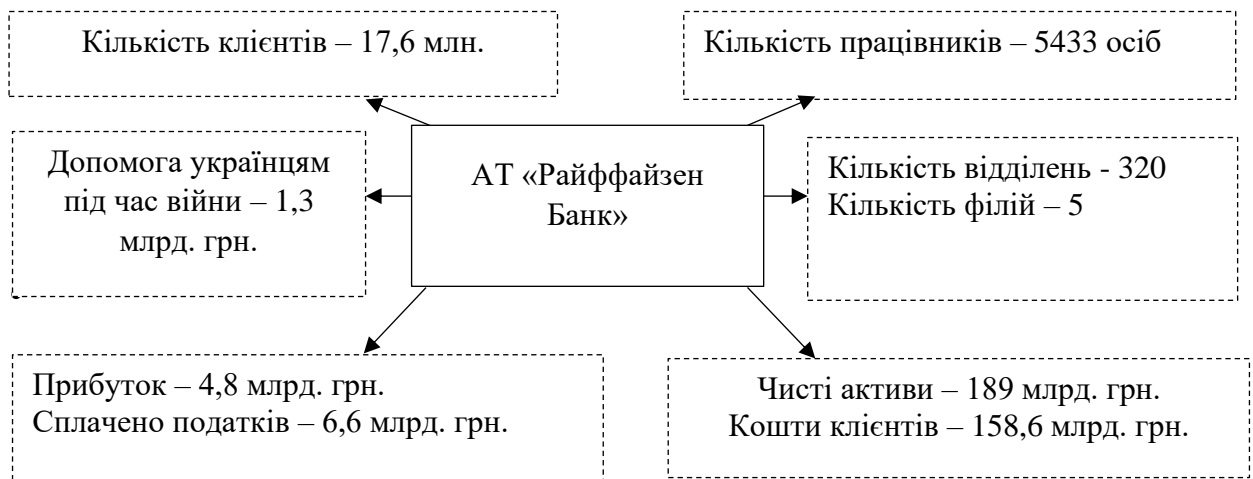 Кількість клієнтів – 17,6 млн.
Кількість працівників – 5433 осіб
Допомога українцям
під час війни – 1,3
млрд. грн.
АТ «Райффайзен
Банк»
Кількість відділень - 320
Кількість філій – 5
Прибуток – 4,8 млрд. грн.
Сплачено податків – 6,6 млрд. грн.
Чисті активи – 189 млрд. грн.
Кошти клієнтів – 158,6 млрд. грн.